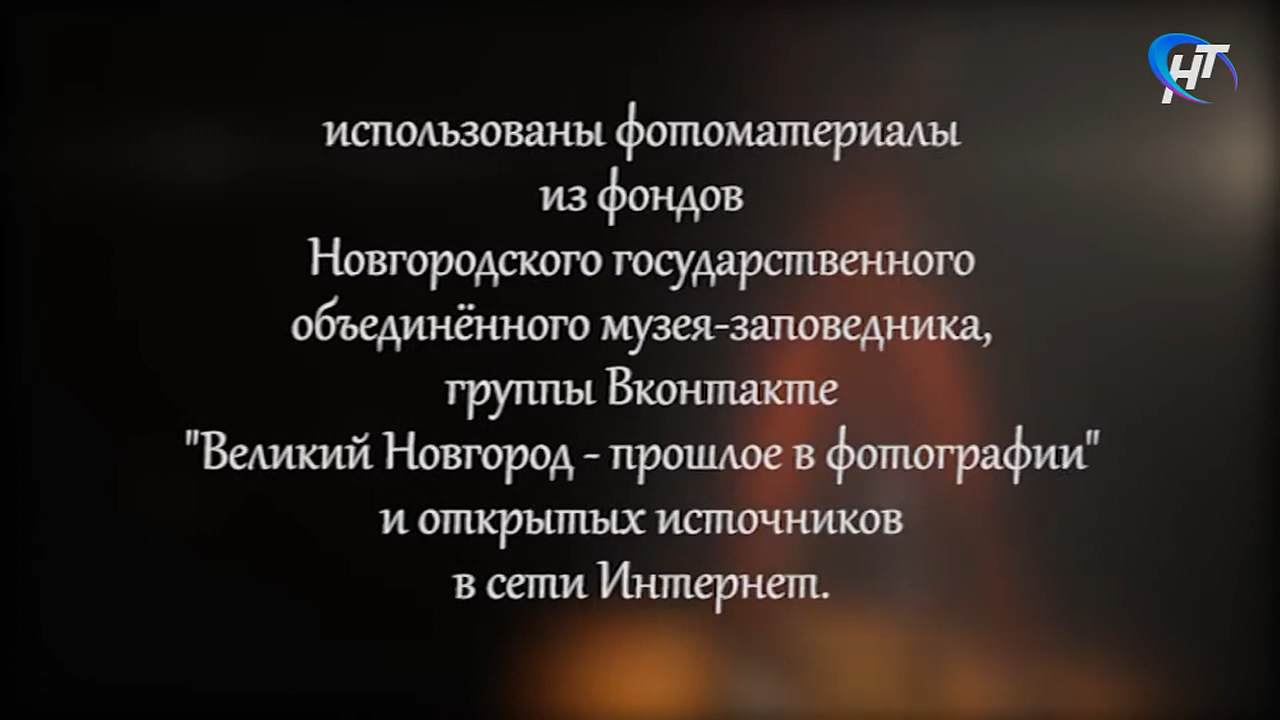 НТ
использованы фотоматериалы
из фондов
Новгородского государственного
объединённого музея-заповедника,
группы Вконтакте
"Великий Новгород - прошлое в фотографии"
и открытых источников
в сети Интернет.